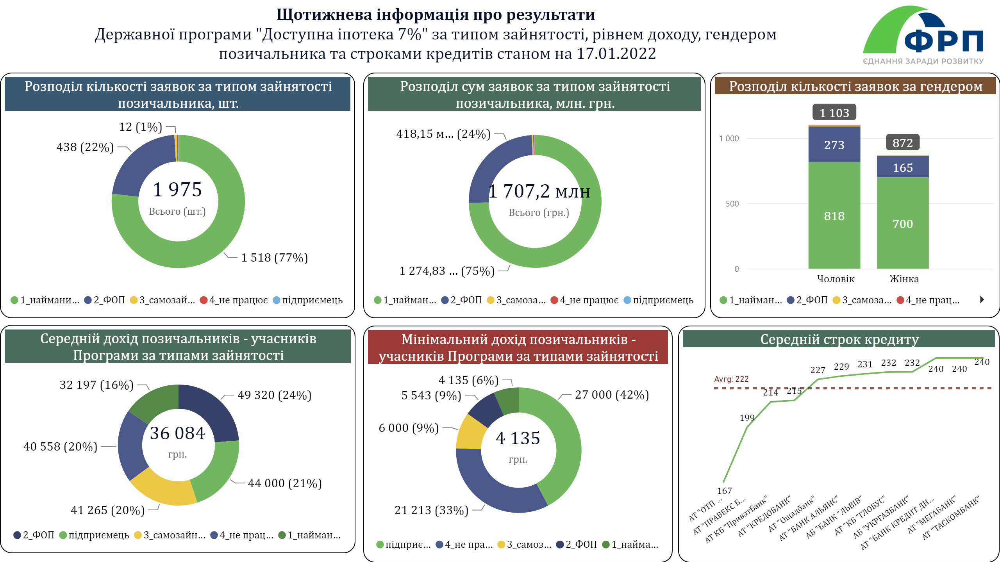 Щотижнева інформація про результати
Державної програми "Доступна іпотека 7%" за типом зайнятості, рівнем доходу, гендером
позичальника та строками кредитів станом на 17.01.2022
ФРП
ЄДНАННЯ ЗАРАДИ РОЗВИТКУ
Розподіл кількості заявок за типом зайнятості
позичальника, шт.
12 (1%)
438 (22%)
1 975
Всього (шт.)
1 518 (77%)
1_наймани... 2_ФОП 3_самозай... 4_не працює підприємець
Розподіл сум заявок за типом зайнятості
позичальника, млн. грн.
418,15 м... (24%)
1 707,2 млн
Всього (грн.)
1 274,83 ... (75%)
1_найман... 2_ФОП 3_самоза... 4_не працює підприємець
Розподіл кількості заявок за гендером
1 103
1 000
872
273
165
500
818
700
0
Чоловік Жінка
1_найман... 2_ФОП 3_самоза... 4_не прац...
Середній дохід позичальників - учасників
Програми за типами зайнятості
32 197 (16%)
49 320 (24%)
36 084
грн.
40 558 (20%)
44 000 (21%)
41 265 (20%)
2_ФОП підприємець 3_самозайн... 4_не прац... 1_найман...
Мінімальний дохід позичальників -
учасників Програми за типами зайнятості
4 135 (6%)
5 543 (9%)
27 000 (42%)
6 000 (9%)
4 135
грн.
21 213 (33%)
підприє... 4_не пра... 3_самоз... 2_ФОП 1_найма...
Середній строк кредиту
Avrg: 222
167
199
214
215
227
229
231
232
232
240
240
240
АТ "ОТП ...
АТ "ПРАВЕКС Б...
АТ КБ "ПриватБанк"
АТ "КРЕДОБАНК"
АТ "Ощадбанк"
АТ "БАНК АЛЬЯНС"
АБ "БАНК "ЛЬВІВ"
АТ "КБ "ГЛОБУС"
АБ "УКРГАЗБАНК"
АТ "БАНК КРЕДИТ ДН...
АТ "МЕГАБАНК"
АТ "ТАСКОМБАНК"